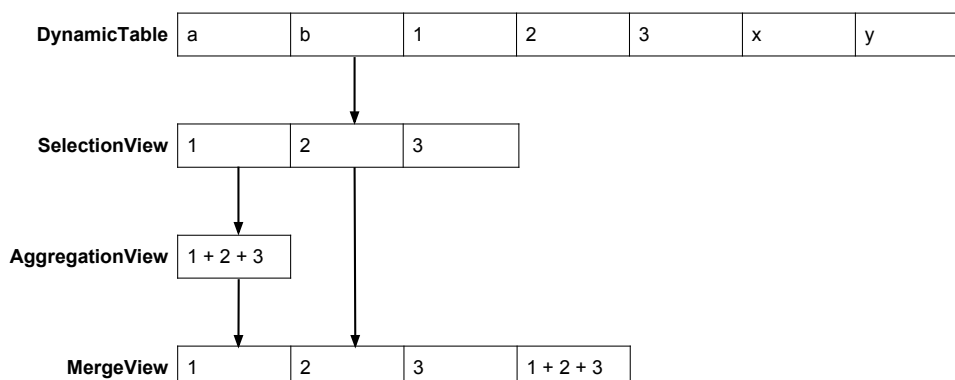 DynamicTable a b 1 2 3 x y
SelectionView 1 2 3
AggregationView 1 + 2 + 3
MergeView 1 2 3 1 + 2 + 3